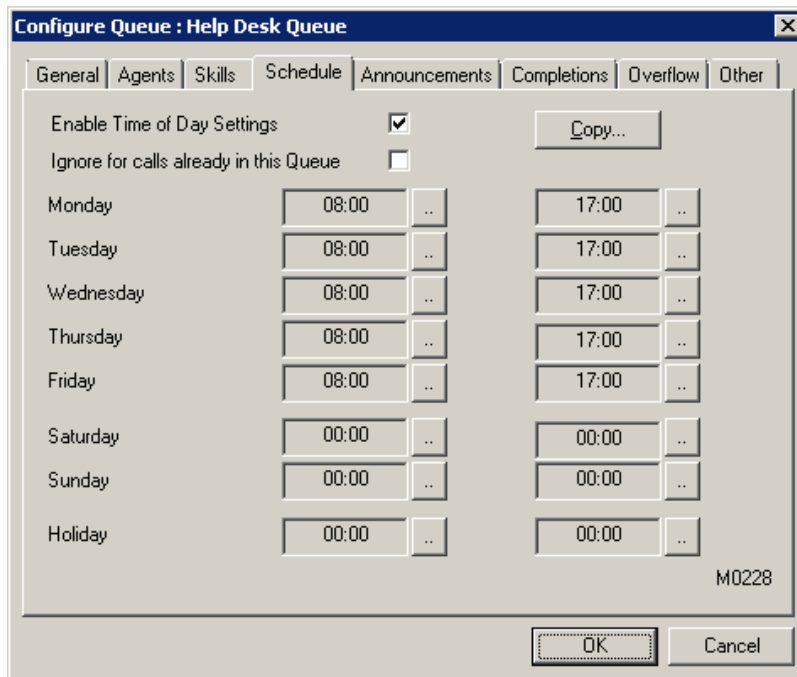 Configure Queue : Help Desk Queue
General Agents Skills Schedule Announcements Completions Overflow Other
Enable Time of Day Settings Copy...
Ignore for calls already in this Queue
Monday 08:00 .. 17:00 ..
Tuesday 08:00 .. 17:00 ..
Wednesday 08:00 .. 17:00 ..
Thursday 08:00 .. 17:00 ..
Friday 08:00 .. 17:00 ..
Saturday 00:00 .. 00:00 ..
Sunday 00:00 .. 00:00 ..
Holiday 00:00 .. 00:00 ..
M0228
OK Cancel